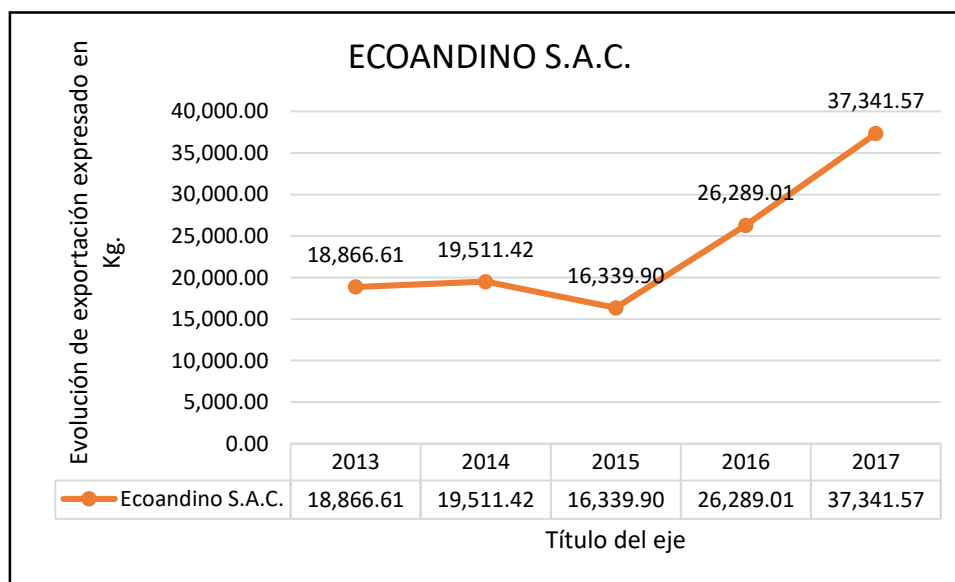 ECOANDINO S.A.C.
Evolución de exportación expresado en
Kg.
40,000.00
35,000.00
30,000.00
25,000.00
20,000.00
15,000.00
10,000.00
5,000.00
0.00
18,866.61
19,511.42
16,339.90
26,289.01
37,341.57
2013 2014 2015 2016 2017
Ecoandino S.A.C. 18,866.61 19,511.42 16,339.90 26,289.01 37,341.57
Título del eje